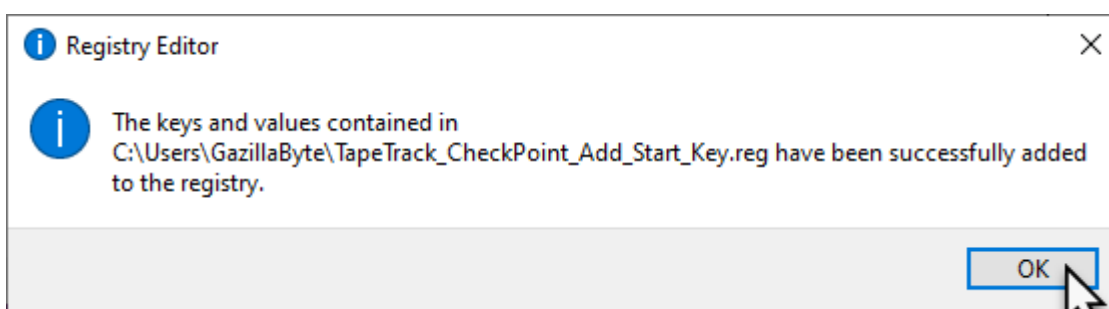 Registry Editor
The keys and values contained in
C:\Users\GazillaByte\TapeTrack_CheckPoint_Add_Start_Key.reg have been successfully added
to the registry.
OK